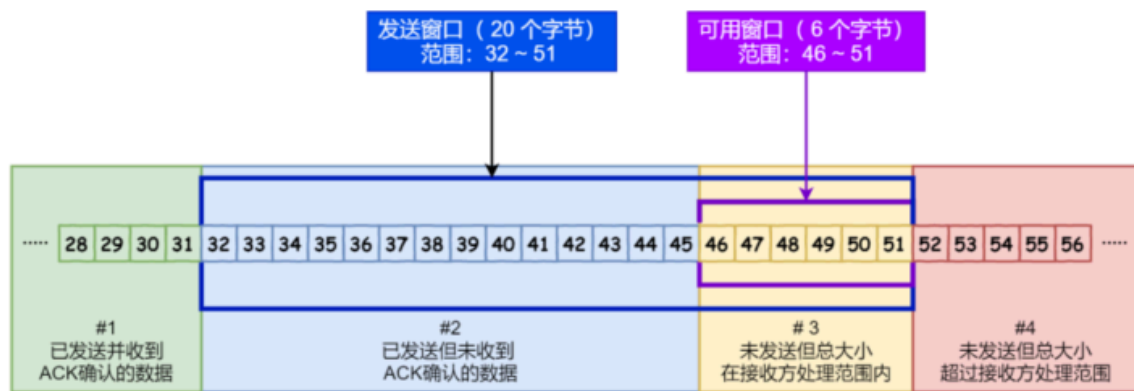 发送窗口（ 20 个字节）
范围：32 ~ 51
可用窗口（ 6 个字节）
范围：46 ~ 51
..... 28 29 30 31 32 33 34 35 36 37 38 39 40 41 42 43 44 45 46 47 48 49 50 51 52 53 54 55 56 .....
#1
已发送并收到
ACK确认的数据
#2
已发送但未收到
ACK确认的数据
# 3
未发送但总大小
在接收方处理范围内
#4
未发送但总大小
超过接收方处理范围